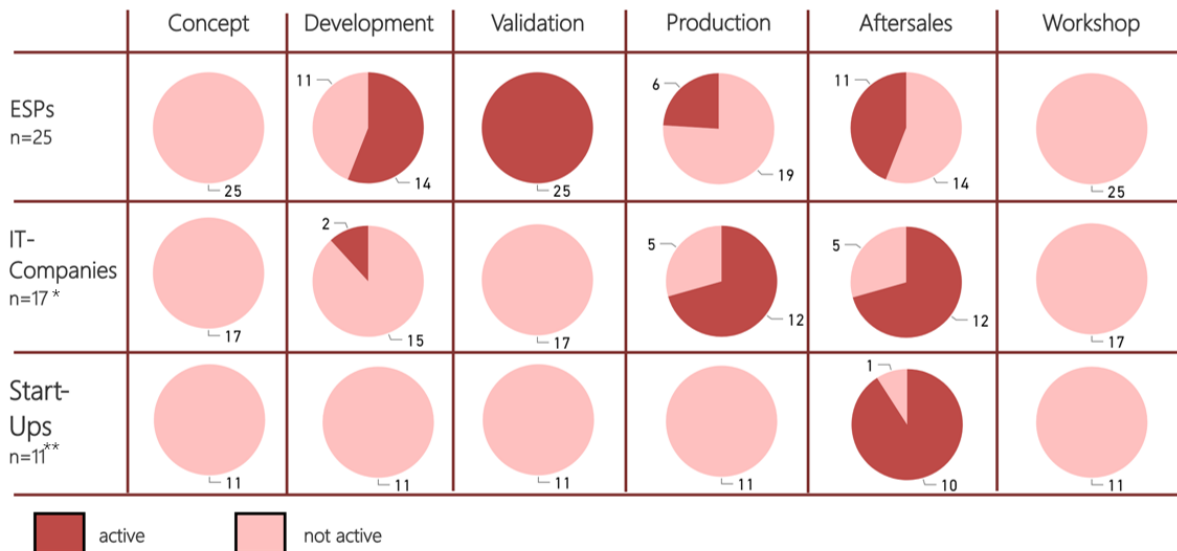 Concept Development Validation Production Aftersales Workshop
ESPs
n=25
25
11
14
25
6
19
11
14
25
IT-
Companies
n=17 *
17
2
15
17
5
12
5
12
17
Start-
Ups
n=11**
11
11
11
11
1
10
11
active not active